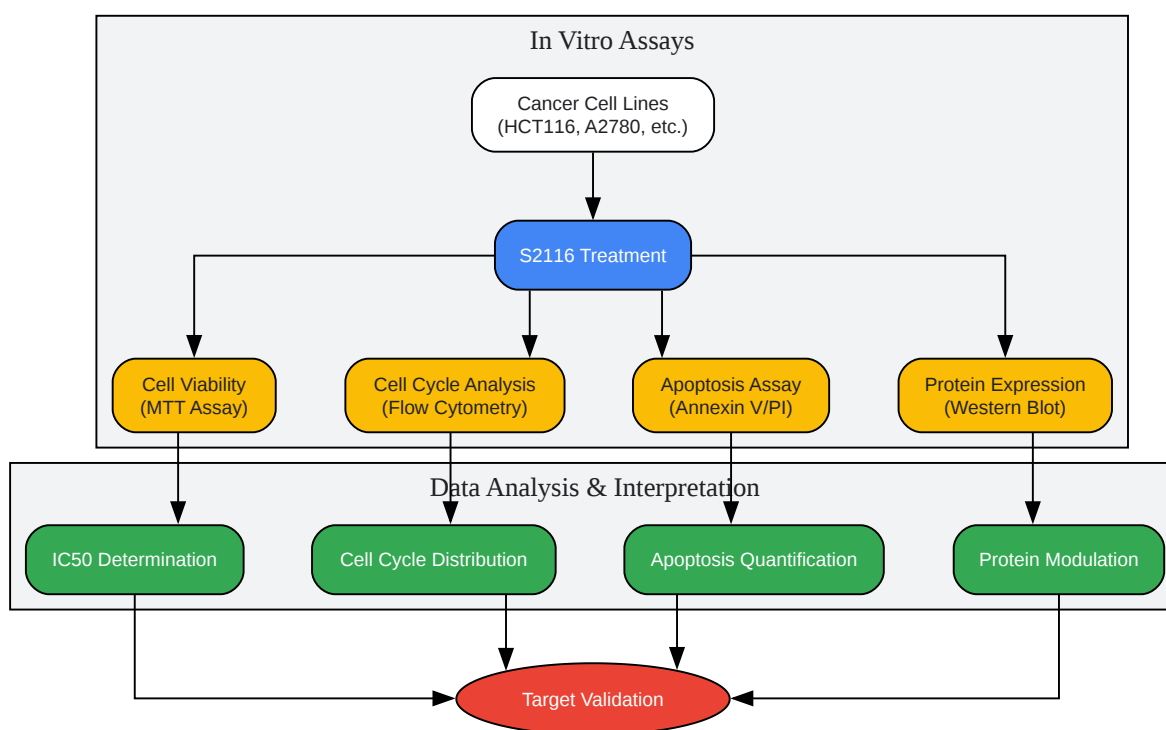 In Vitro Assays
Cancer Cell Lines
(HCT116, A2780, etc.)
S2116 Treatment
Cell Viability
(MTT Assay)
Cell Cycle Analysis
(Flow Cytometry)
Apoptosis Assay
(Annexin V/PI)
Protein Expression
(Western Blot)
Data Analysis & Interpretation
IC50 Determination
Cell Cycle Distribution
Apoptosis Quantification
Protein Modulation
Target Validation